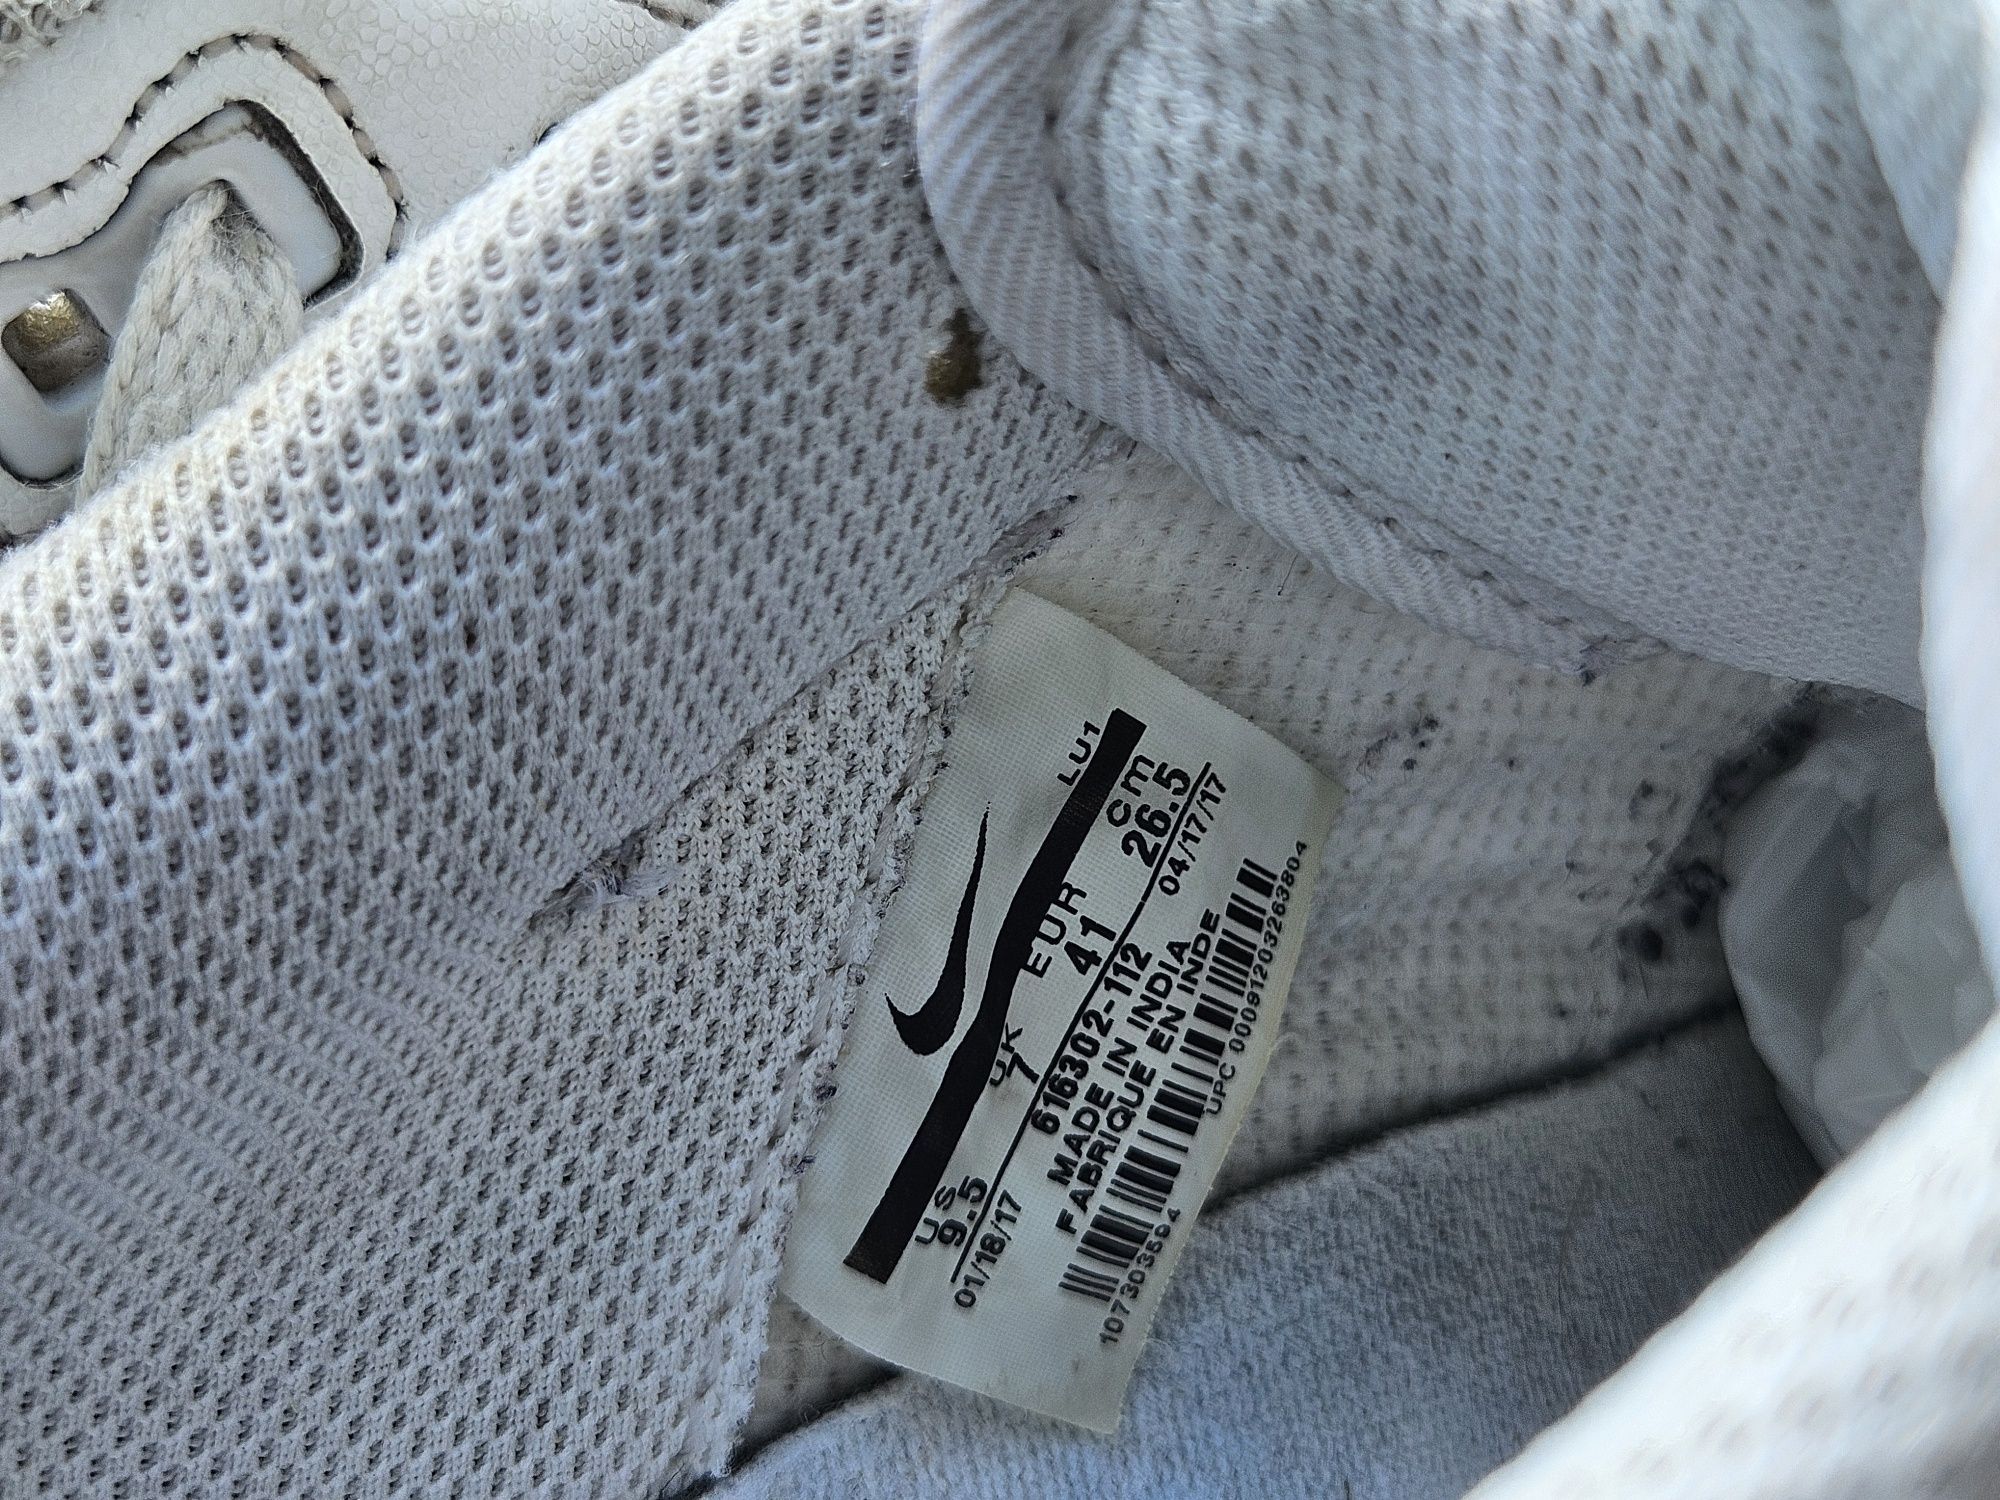 LU1
US UK EUR cm
9.5 7 41 26.5
01/18/17 04/17/17
616302-112
MADE IN INDIA
FABRIQUE EN INDE
107303594 UPC 00091203263804